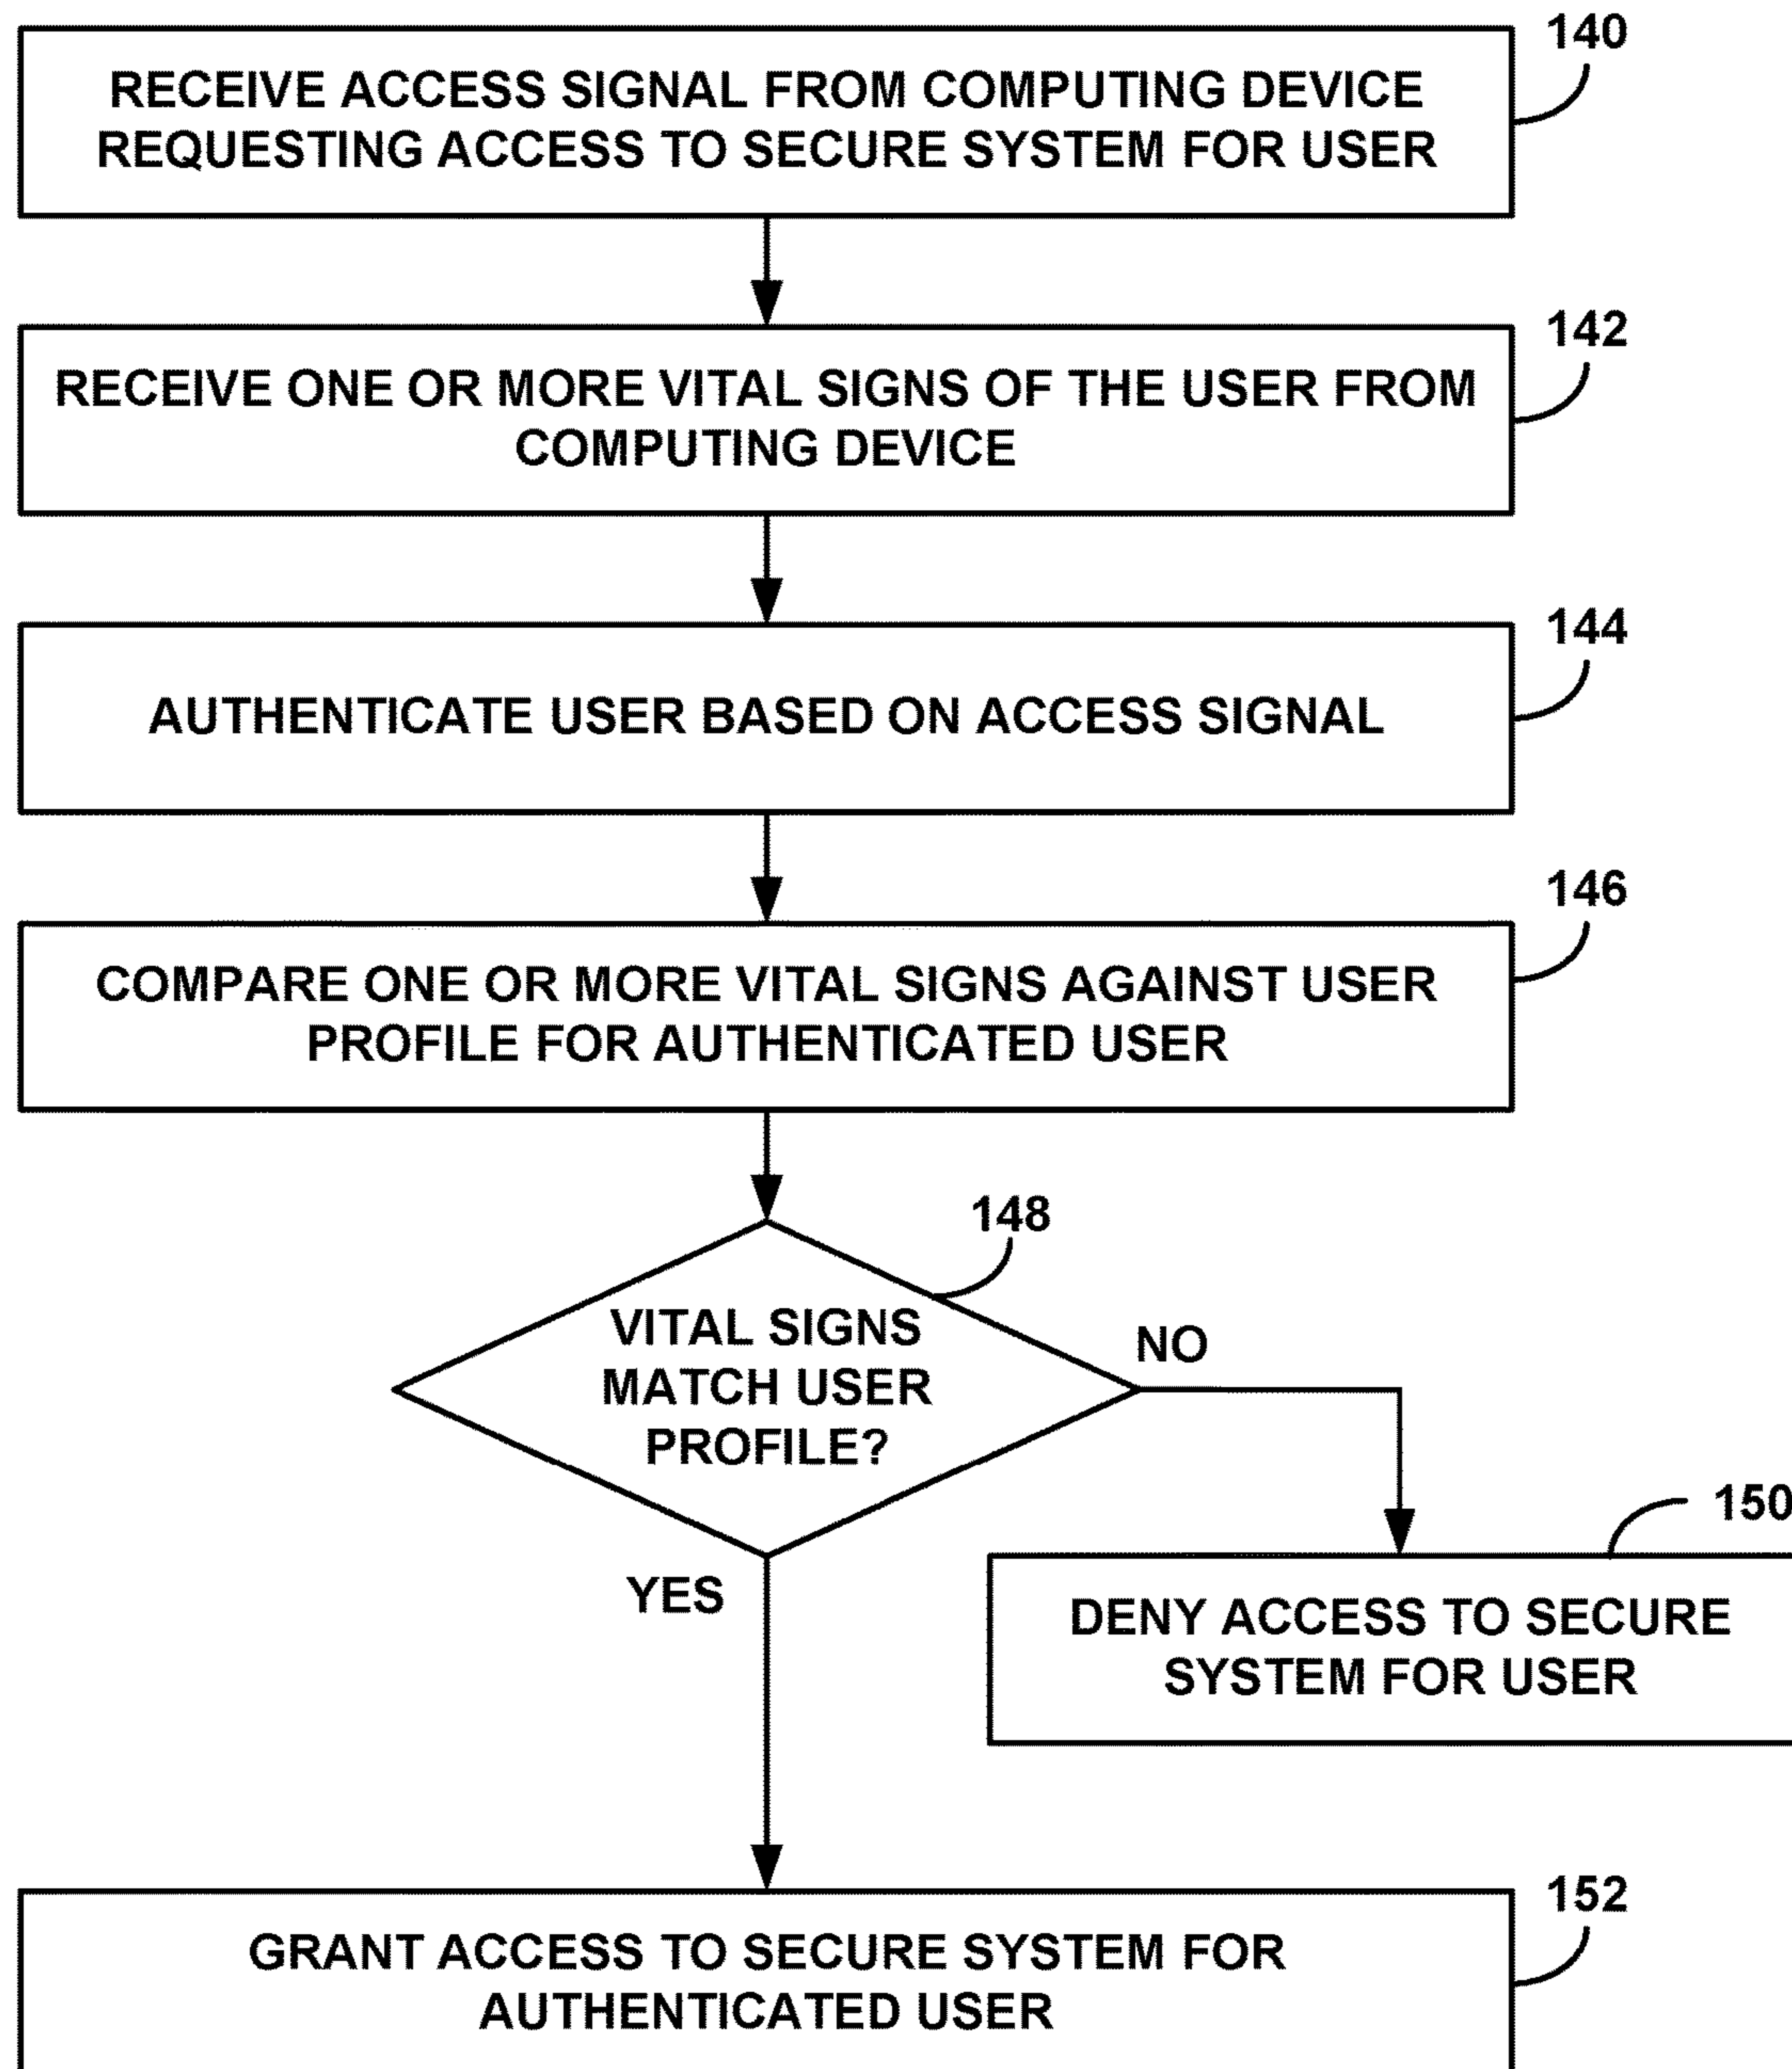 140
RECEIVE ACCESS SIGNAL FROM COMPUTING DEVICE
REQUESTING ACCESS TO SECURE SYSTEM FOR USER
142
RECEIVE ONE OR MORE VITAL SIGNS OF THE USER FROM
COMPUTING DEVICE
144
AUTHENTICATE USER BASED ON ACCESS SIGNAL
146
COMPARE ONE OR MORE VITAL SIGNS AGAINST USER
PROFILE FOR AUTHENTICATED USER
148
VITAL SIGNS
MATCH USER
PROFILE?
NO
150
YES
DENY ACCESS TO SECURE
SYSTEM FOR USER
152
GRANT ACCESS TO SECURE SYSTEM FOR
AUTHENTICATED USER